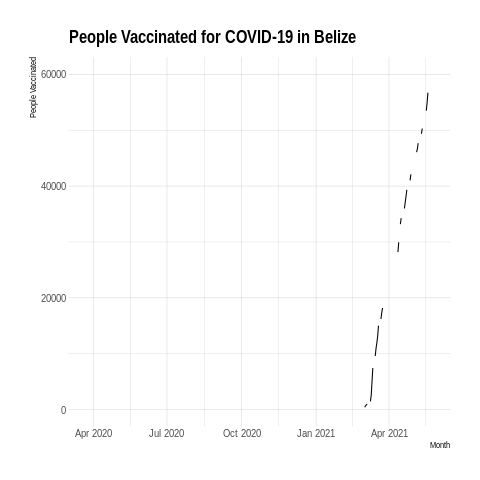 People Vaccinated for COVID-19 in Belize
People Vaccinated
60000
40000
20000
0
Apr 2020 Jul 2020 Oct 2020 Jan 2021 Apr 2021
Month